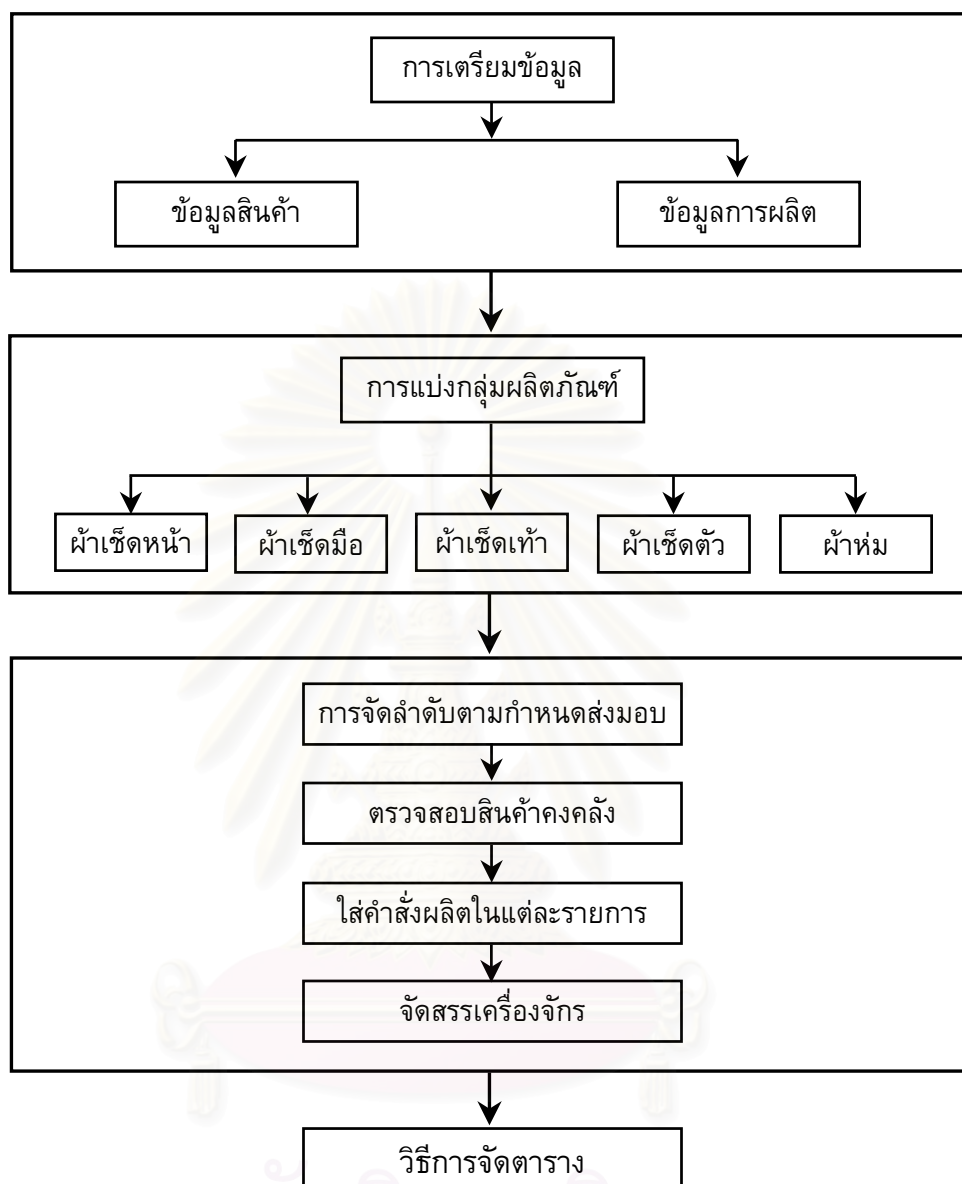 การเตรียมข้อมูล
ข้อมูลสินค้า
ข้อมูลการผลิต
การแบ่งกลุ่มผลิตภัณฑ์
ผ้าเช็ดหน้า
ผ้าเช็ดมือ
ผ้าเช็ดเท้า
ผ้าเช็ดตัว
ผ้าห่ม
การจัดลำดับตามกำหนดส่งมอบ
ตรวจสอบสินค้าคงคลัง
ใส่คำสั่งผลิตในแต่ละรายการ
จัดสรรเครื่องจักร
วิธีการจัดตาราง